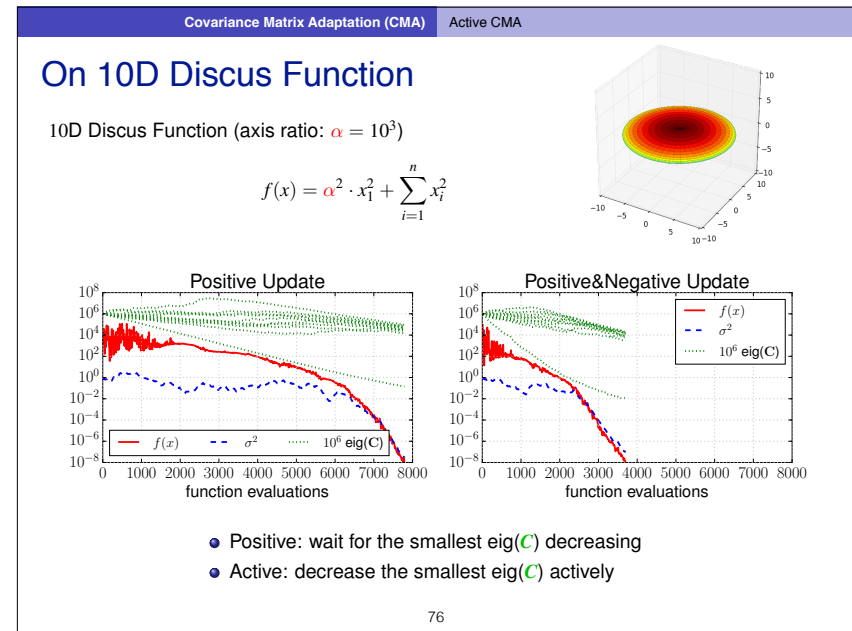 Covariance Matrix Adaptation (CMA) Active CMA
On 10D Discus Function
10D Discus Function (axis ratio: α = 10³)
f(x) = α² · x₁² + ∑ᵢ₌₁ⁿ xᵢ²
10
5
0
−5
−10
−10
−5
0
5
10
−10
−5
0
5
10
Positive Update
10⁸
10⁶
10⁴
10²
10⁰
10⁻²
10⁻⁴
10⁻⁶
10⁻⁸
f(x) σ² 10⁶ eig(C)
0 1000 2000 3000 4000 5000 6000 7000 8000
function evaluations
Positive&Negative Update
10⁸
10⁶
10⁴
10²
10⁰
10⁻²
10⁻⁴
10⁻⁶
10⁻⁸
f(x)
σ²
10⁶ eig(C)
0 1000 2000 3000 4000 5000 6000 7000 8000
function evaluations
Positive: wait for the smallest eig(C) decreasing
Active: decrease the smallest eig(C) actively
76